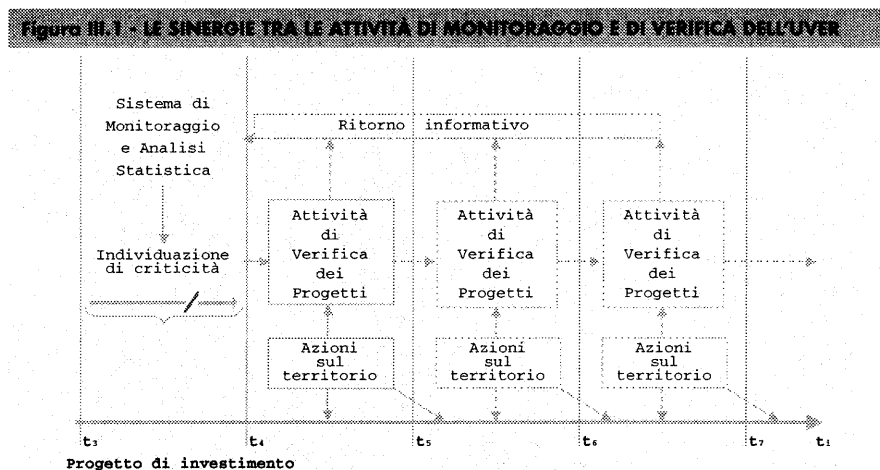 Figura III.1 - LE SINERGIE TRA LE ATTIVITÀ DI MONITORAGGIO E DI VERIFICA DELL'UVER
Sistema di
Monitoraggio
e Analisi
Statistica
Ritorno informativo
Individuazione
di criticità
Attività
di
Verifica
dei
Progetti
Attività
di
Verifica
dei
Progetti
Attività
di
Verifica
dei
Progetti
Azioni
sul
territorio
Azioni
sul
territorio
Azioni
sul
territorio
t3
t4
t5
t6
t7
ti
Progetto di investimento